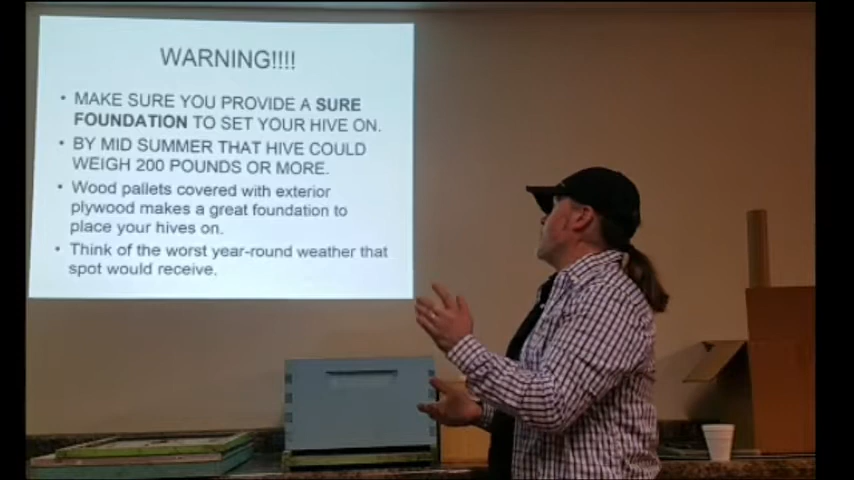 WARNING!!!!
• MAKE SURE YOU PROVIDE A SURE
FOUNDATION TO SET YOUR HIVE ON.
• BY MID SUMMER THAT HIVE COULD
WEIGH 200 POUNDS OR MORE.
• Wood pallets covered with exterior
plywood makes a great foundation to
place your hives on.
• Think of the worst year-round weather that
spot would receive.